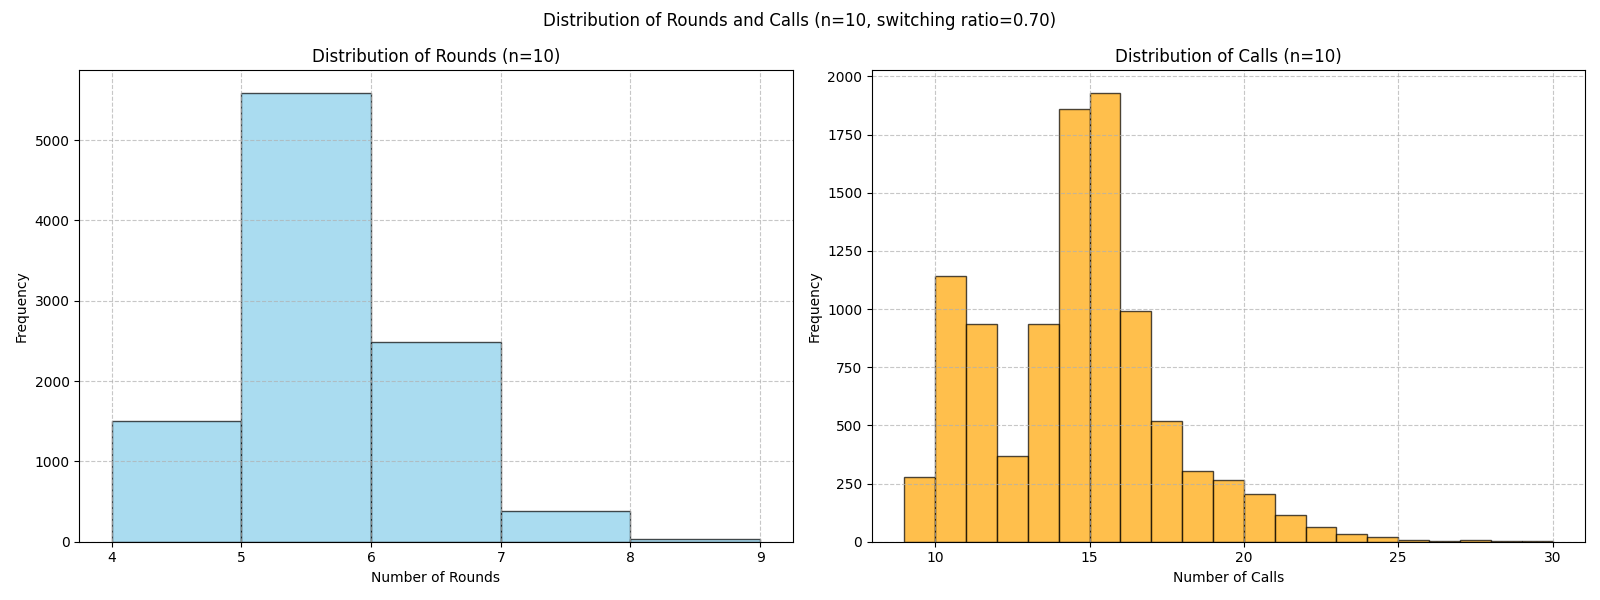 Distribution of Rounds and Calls (n=10, switching ratio=0.70)
Distribution of Rounds (n=10)
5000
4000
3000
2000
1000
0
Frequency
4 5 6 7 8 9
Number of Rounds
Distribution of Calls (n=10)
2000
1750
1500
1250
1000
750
500
250
0
Frequency
10 15 20 25 30
Number of Calls